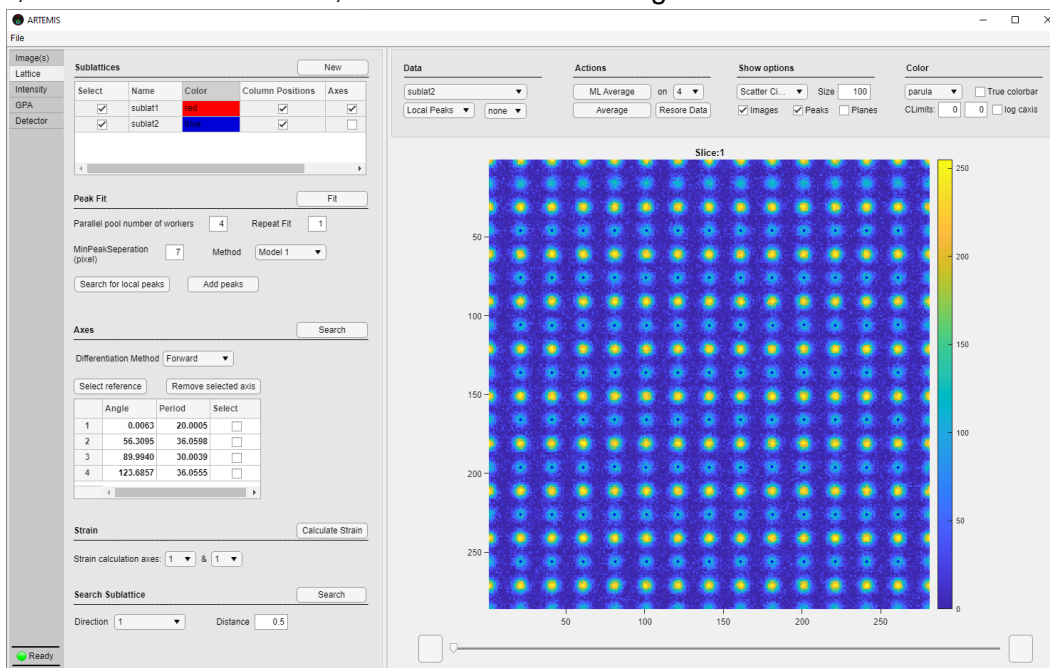 ARTEMIS
File
Image(s)
Lattice
Intensity
GPA
Detector
Sublattices New
Select Name Color Column Positions Axes
sublat1 red
sublat2 blue
Peak Fit Fit
Parallel pool number of workers 4 Repeat Fit 1
MinPeakSeperation
(pixel) 7 Method Model 1
Search for local peaks Add peaks
Axes Search
Differentiation Method Forward
Select reference Remove selected axis
Angle Period Select
1 0.0063 20.0005
2 56.3095 36.0598
3 89.9940 30.0039
4 123.6857 36.0555
Strain Calculate Strain
Strain calculation axes: 1 & 1
Search Sublattice Search
Direction 1 Distance 0.5
Ready
Data Actions Show options Color
sublat2 ML Average on 4 Scatter Ci... Size 100 parula True colorbar
Local Peaks none Average Resore Data Images Peaks Planes CLimits: 0 0 log caxis
Slice:1
50
100
150
200
250
50 100 150 200 250
250
200
150
100
50
0